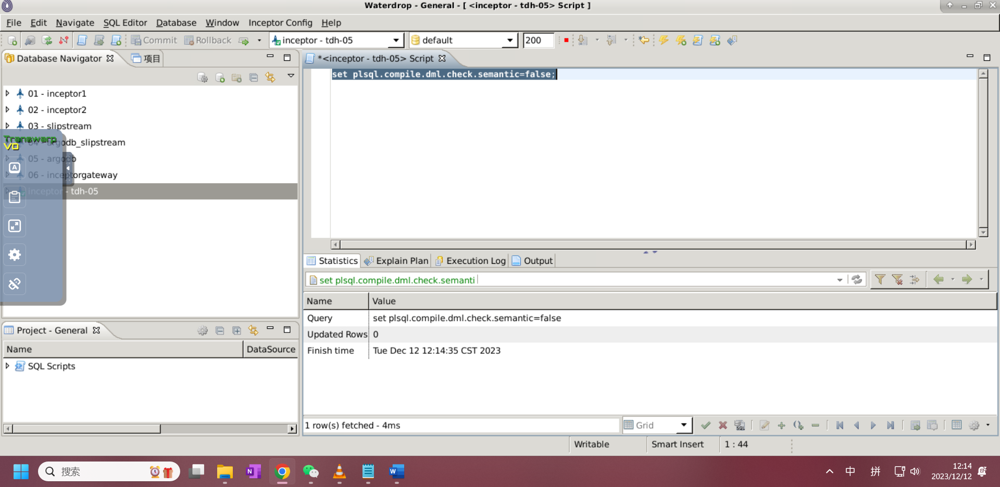 Waterdrop - General - [ <inceptor - tdh-05> Script ]
File Edit Navigate SQL Editor Database Window Inceptor Config Help
Commit Rollback inceptor - tdh-05 default 200
Database Navigator 项目
01 - inceptor1
02 - inceptor2
03 - slipstream
04 - argodb_slipstream
05 - argodb
06 - inceptorgateway
inceptor - tdh-05
Transwarp
VD
A
Project - General
Name DataSource
SQL Scripts
*<inceptor - tdh-05> Script
set plsql.compile.dml.check.semantic=false;
Statistics Explain Plan Execution Log Output
set plsql.compile.dml.check.semanti
Name Value
Query set plsql.compile.dml.check.semantic=false
Updated Rows 0
Finish time Tue Dec 12 12:14:35 CST 2023
1 row(s) fetched - 4ms
Grid
SQL
Writable Smart Insert 1 : 44
搜索
N
W
中 拼
12:14
2023/12/12